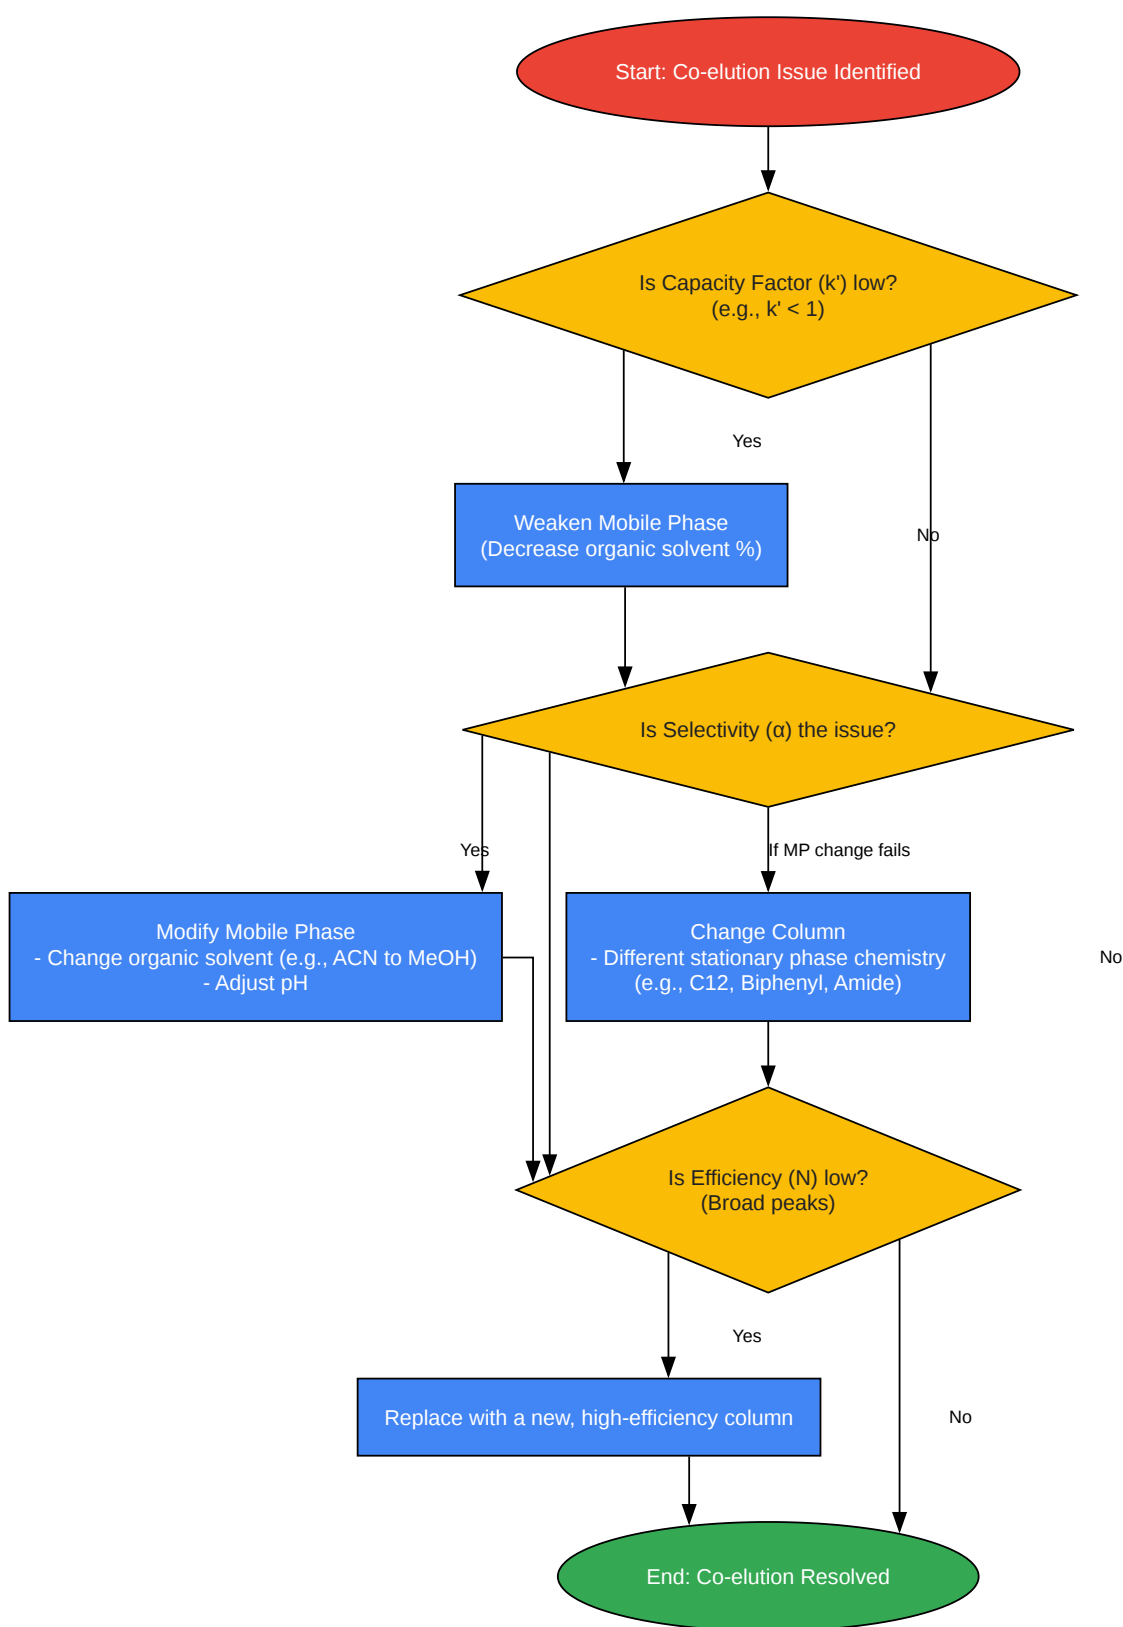 Start: Co-elution Issue Identified
Is Capacity Factor (k') low?
(e.g., k' < 1)
Yes
Weaken Mobile Phase
(Decrease organic solvent %)
No
Is Selectivity (α) the issue?
Yes
If MP change fails
Modify Mobile Phase
- Change organic solvent (e.g., ACN to MeOH)
- Adjust pH
Change Column
- Different stationary phase chemistry
(e.g., C12, Biphenyl, Amide)
No
Is Efficiency (N) low?
(Broad peaks)
Yes
Replace with a new, high-efficiency column
No
End: Co-elution Resolved